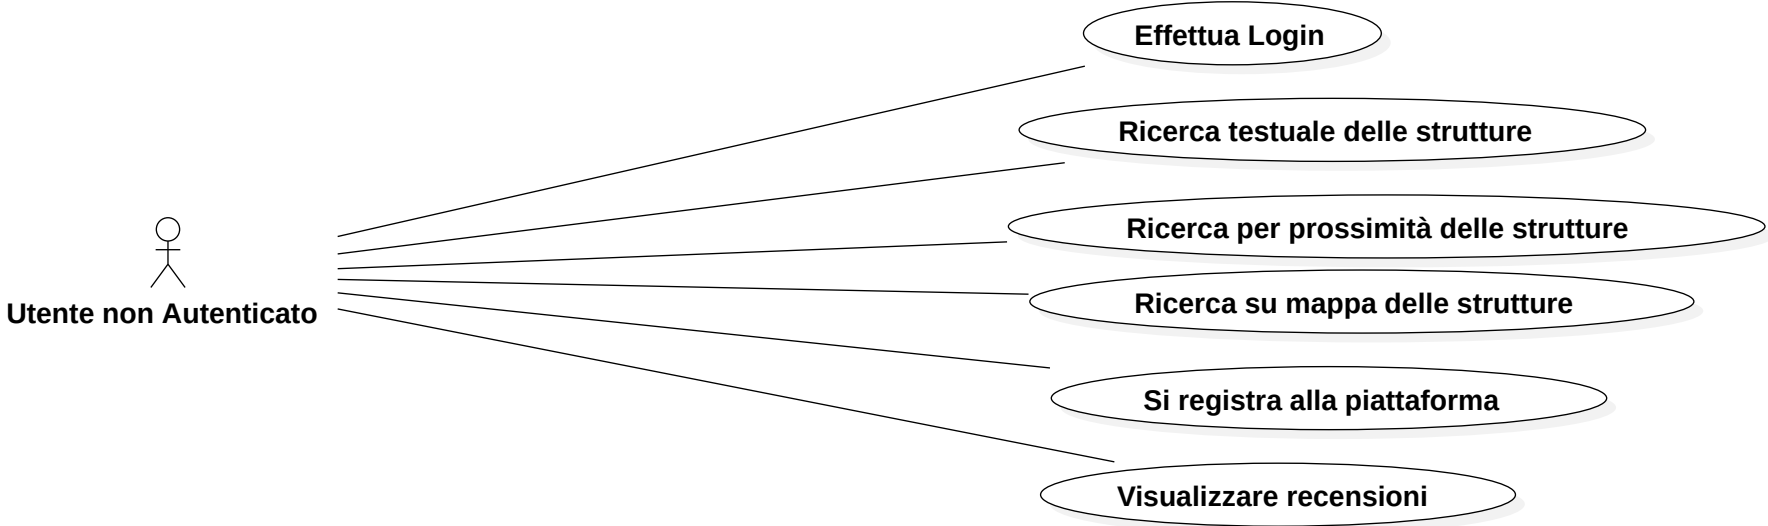 Effettua Login
Ricerca testuale delle strutture
Ricerca per prossimità delle strutture
Utente non Autenticato
Ricerca su mappa delle strutture
Si registra alla piattaforma
Visualizzare recensioni